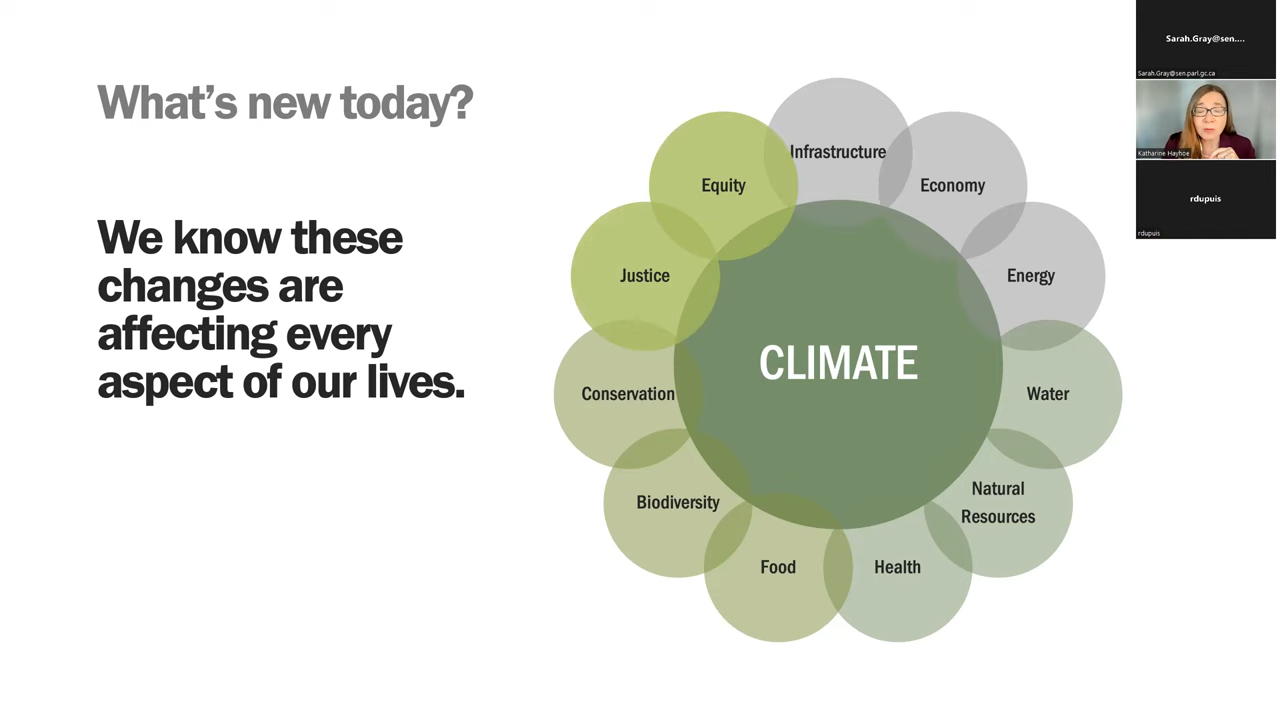 What's new today?
We know these
changes are
affecting every
aspect of our lives.
Infrastructure
Economy
Energy
Water
Natural
Resources
Health
Food
Biodiversity
Conservation
Justice
Equity
CLIMATE
Sarah.Gray@sen....
Sarah.Gray@sen.parl.gc.ca
Katharine Hayhoe
rdupuis
rdupuis